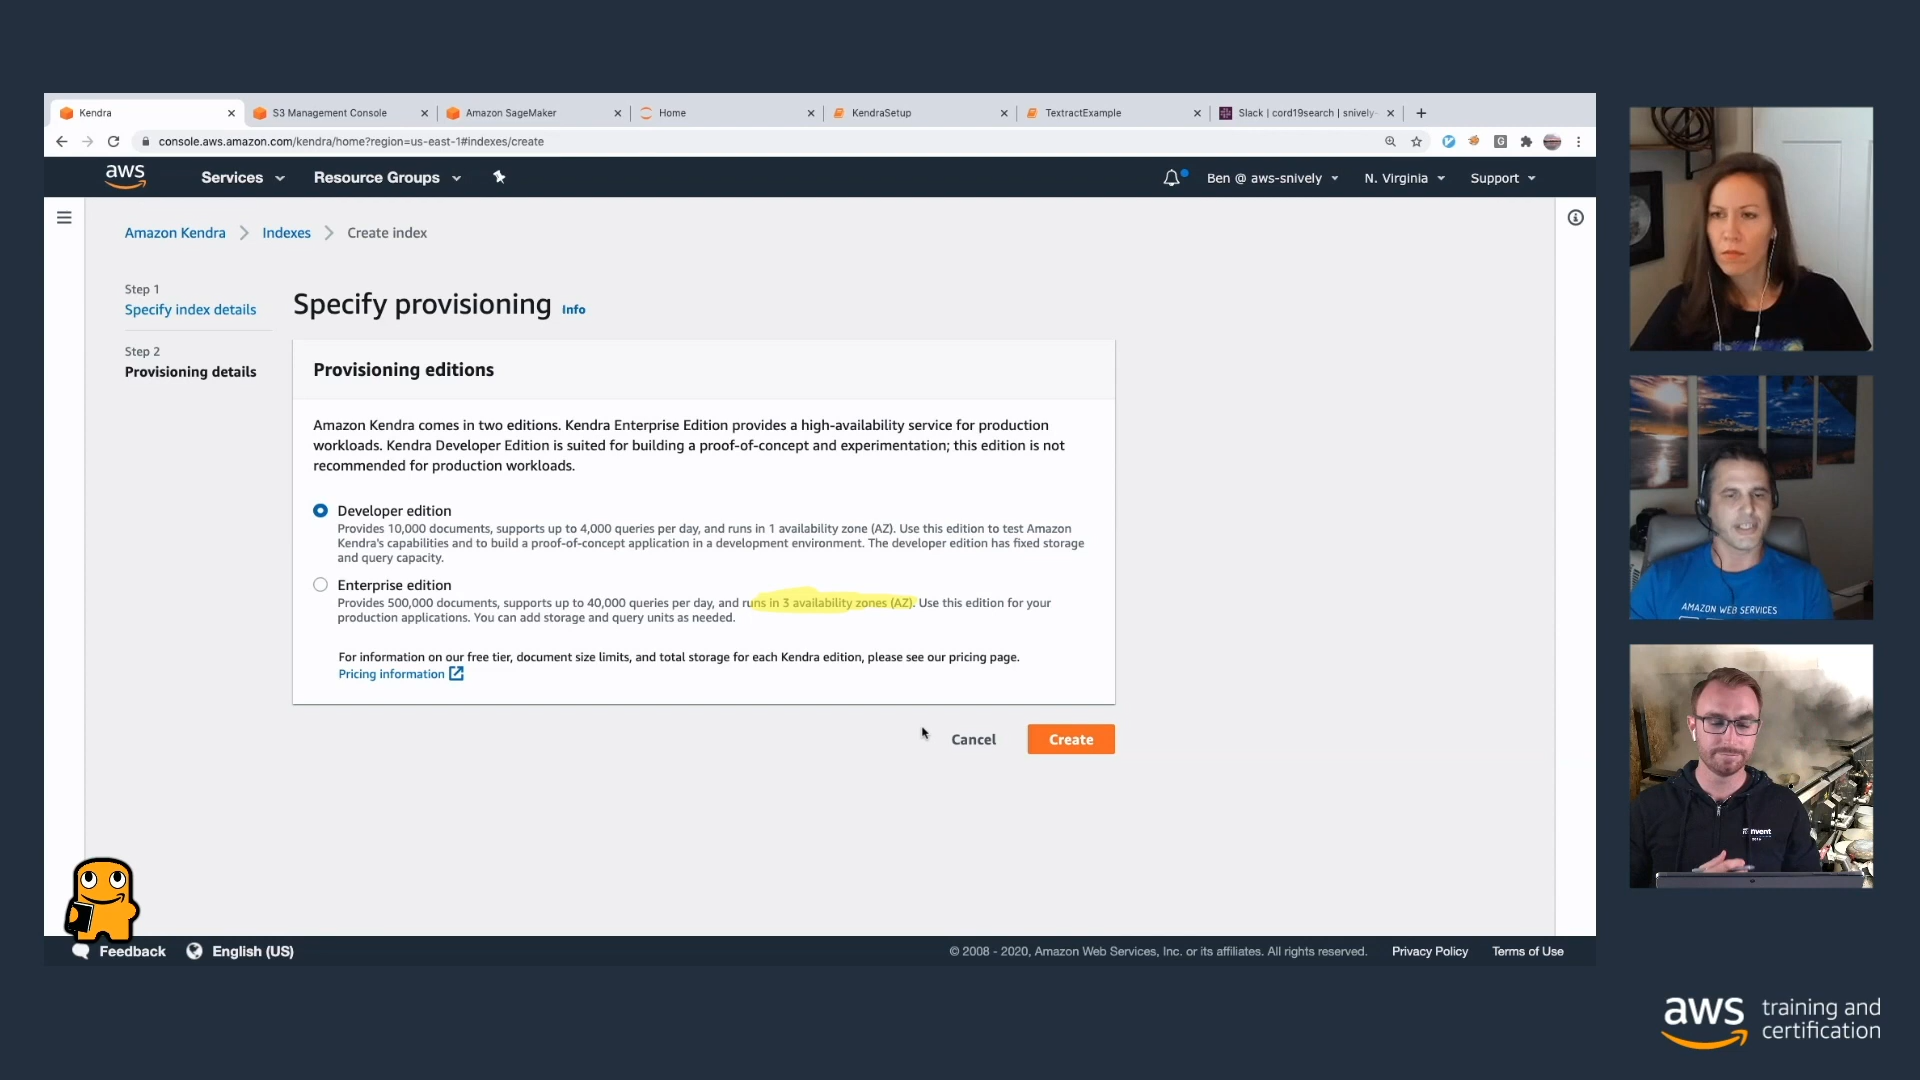 Kendra
S3 Management Console
Amazon SageMaker
Home
KendraSetup
TextractExample
Slack | cord19search | snively-
console.aws.amazon.com/kendra/home?region=us-east-1#indexes/create
aws
Services
Resource Groups
Ben @ aws-snively
N. Virginia
Support
Amazon Kendra
Indexes
Create index
Step 1
Specify index details
Step 2
Provisioning details
Specify provisioning Info
Provisioning editions
Amazon Kendra comes in two editions. Kendra Enterprise Edition provides a high-availability service for production
workloads. Kendra Developer Edition is suited for building a proof-of-concept and experimentation; this edition is not
recommended for production workloads.
Developer edition
Provides 10,000 documents, supports up to 4,000 queries per day, and runs in 1 availability zone (AZ). Use this edition to test Amazon
Kendra's capabilities and to build a proof-of-concept application in a development environment. The developer edition has fixed storage
and query capacity.
Enterprise edition
Provides 500,000 documents, supports up to 40,000 queries per day, and runs in 3 availability zones (AZ). Use this edition for your
production applications. You can add storage and query units as needed.
For information on our free tier, document size limits, and total storage for each Kendra edition, please see our pricing page.
Pricing information
Cancel
Create
AMAZON WEB SERVICES
Feedback
English (US)
© 2008 - 2020, Amazon Web Services, Inc. or its affiliates. All rights reserved.
Privacy Policy
Terms of Use
aws training and
certification